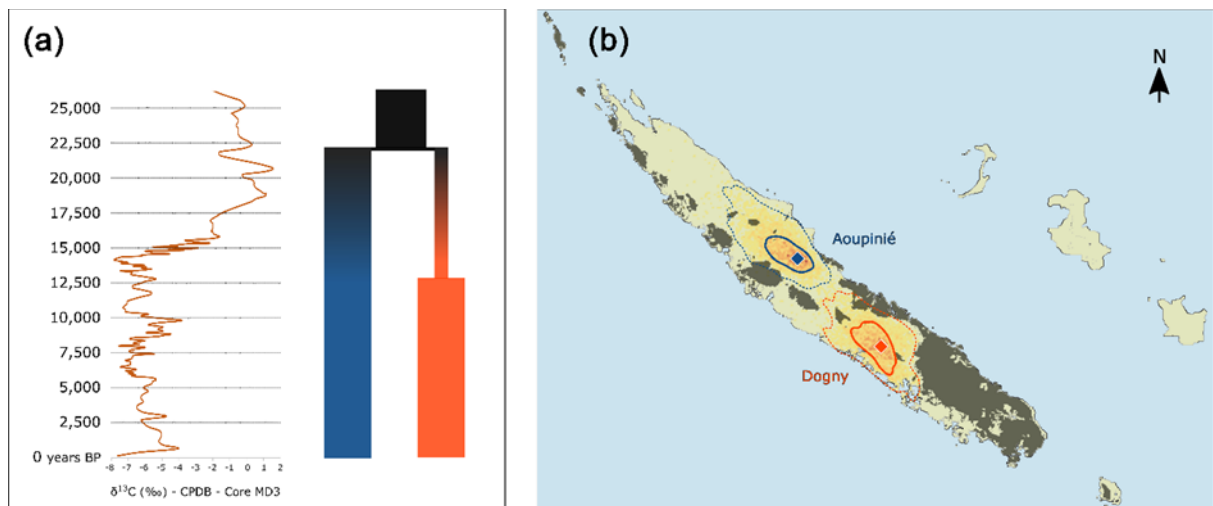 (a)
25,000
22,500
20,000
17,500
15,000
12,500
10,000
7,500
5,000
2,500
0 years BP
-8 -7 -6 -5 -4 -3 -2 -1 0 1 2
δ¹³C (‰) - CPDB - Core MD3
(b)
N
Aoupinié
Dogny